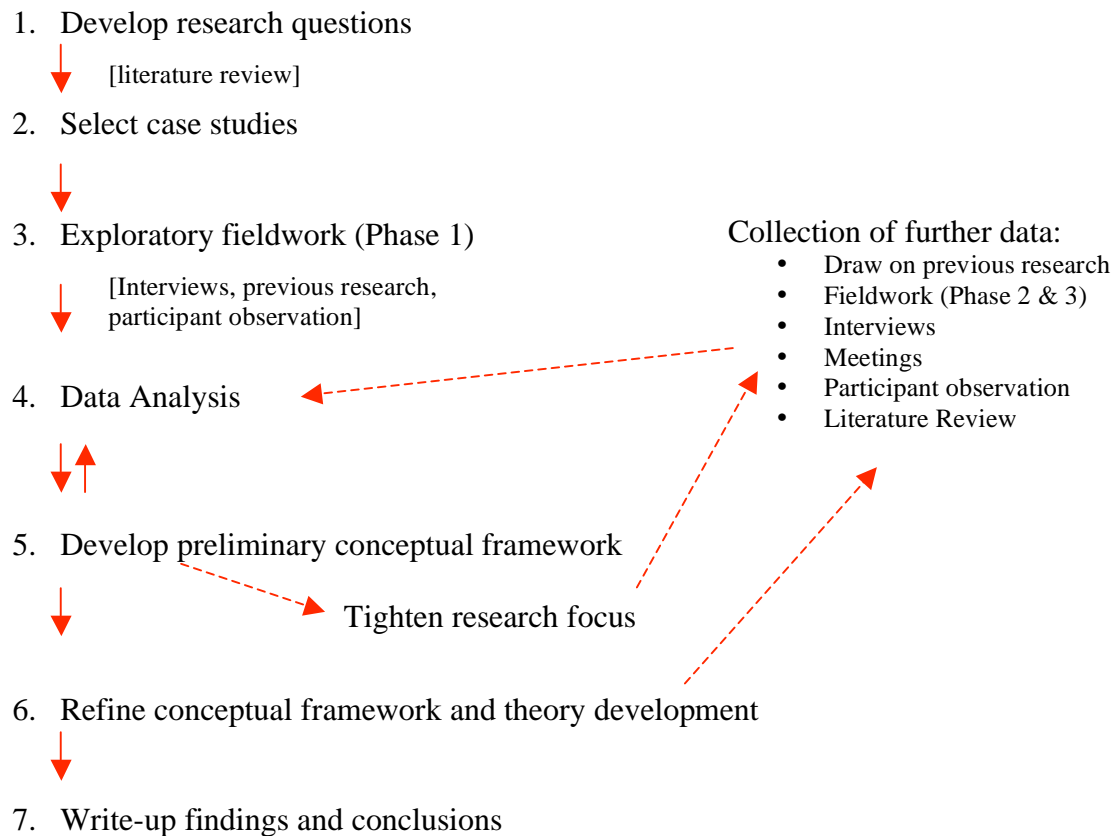 1. Develop research questions
[literature review]
2. Select case studies
3. Exploratory fieldwork (Phase 1)
[Interviews, previous research,
participant observation]
4. Data Analysis
5. Develop preliminary conceptual framework
Tighten research focus
6. Refine conceptual framework and theory development
7. Write-up findings and conclusions
Collection of further data:
• Draw on previous research
• Fieldwork (Phase 2 & 3)
• Interviews
• Meetings
• Participant observation
• Literature Review